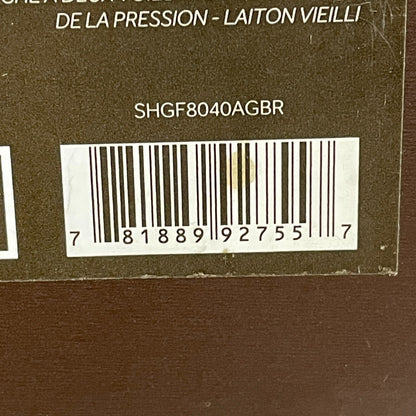 DE LA PRESSION - LAITON VIEILLI
SHGF8040AGBR
7 81889 92755 7